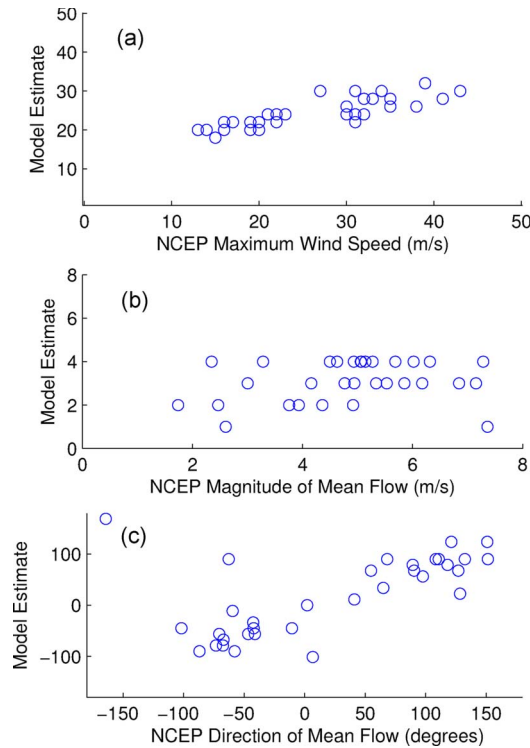 (a)
50
40
30
20
10
Model Estimate
0 10 20 30 40 50
NCEP Maximum Wind Speed (m/s)
(b)
8
6
4
2
0
Model Estimate
0 2 4 6 8
NCEP Magnitude of Mean Flow (m/s)
(c)
100
0
−100
Model Estimate
−150 −100 −50 0 50 100 150
NCEP Direction of Mean Flow (degrees)